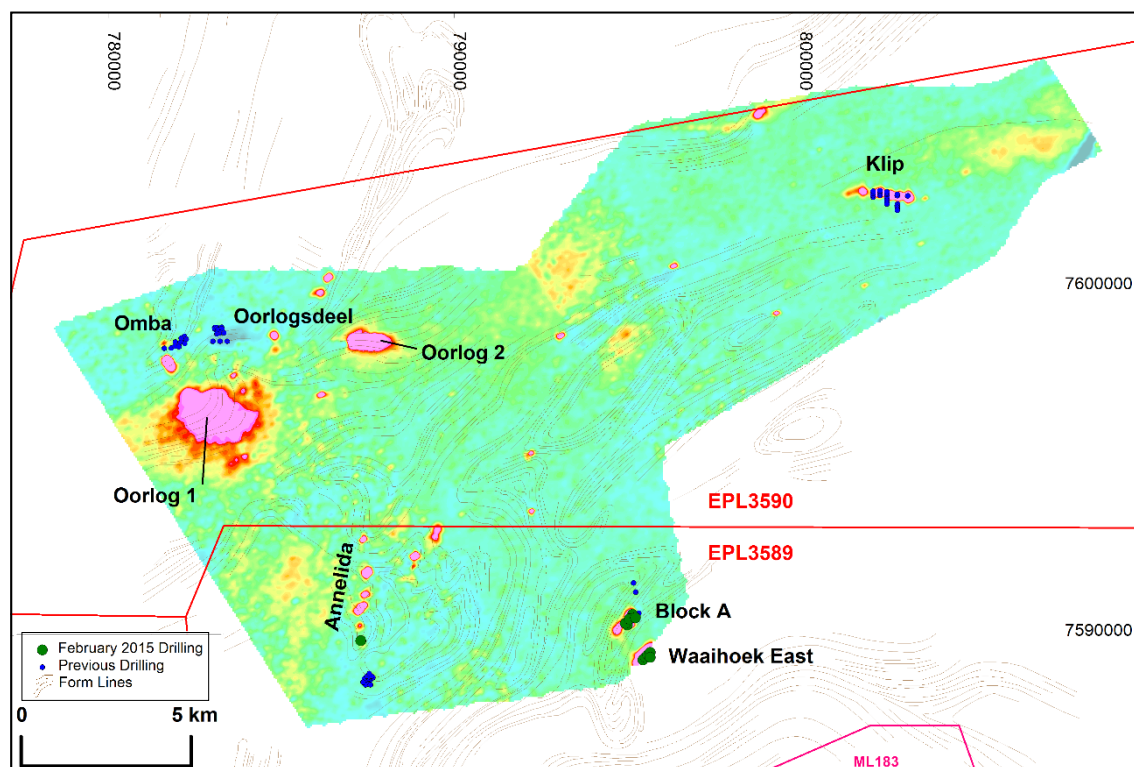 780000
790000
800000
Klip
7600000
Omba
Oorlogsdeel
Oorlog 2
Oorlog 1
EPL3590
EPL3589
Annelida
Block A
7590000
Waaihoek East
February 2015 Drilling
Previous Drilling
Form Lines
0
5 km
ML183